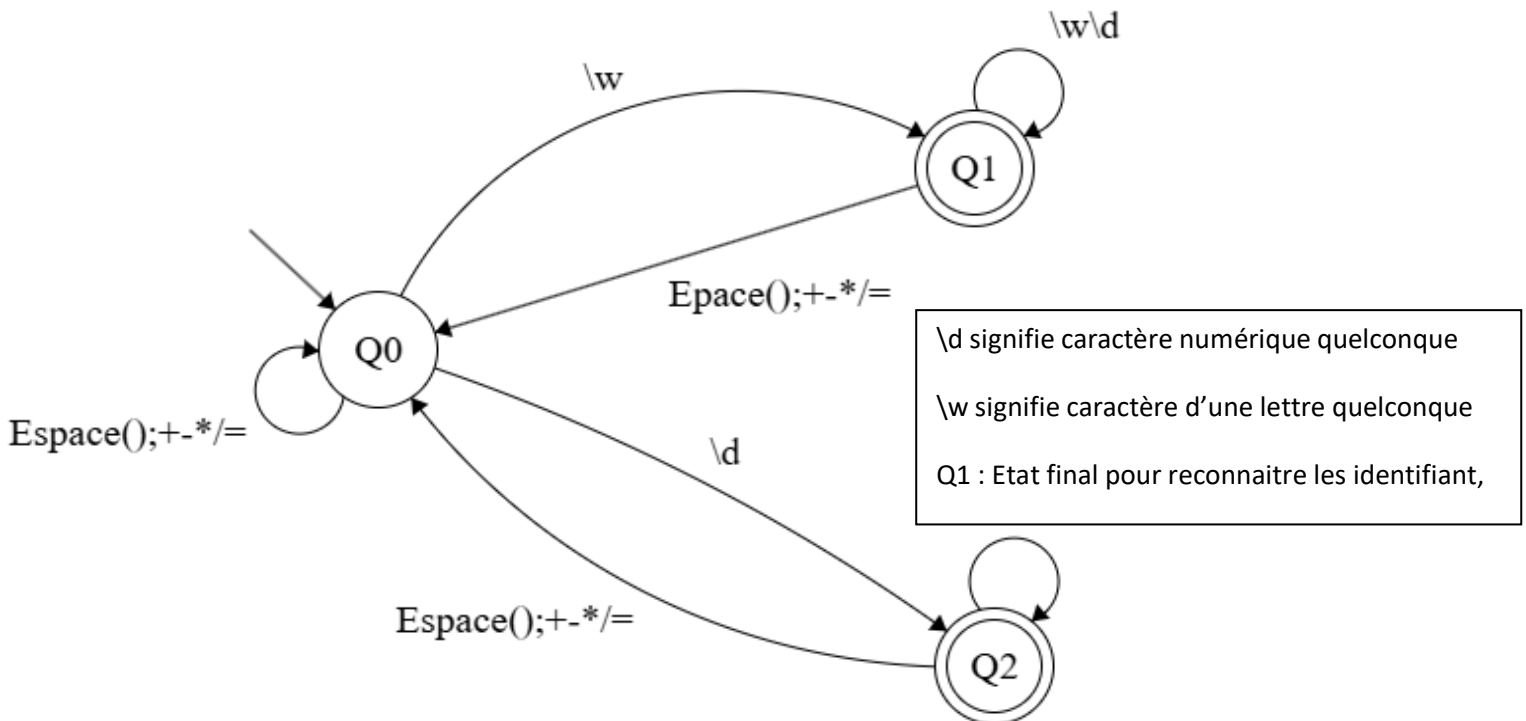 \w\d
\w
Q1
Epace();+-*/=
Q0
\d signifie caractère numérique quelconque
\w signifie caractère d’une lettre quelconque
Q1 : Etat final pour reconnaitre les identifiant,
Espace();+-*/=
\d
Espace();+-*/=
Q2